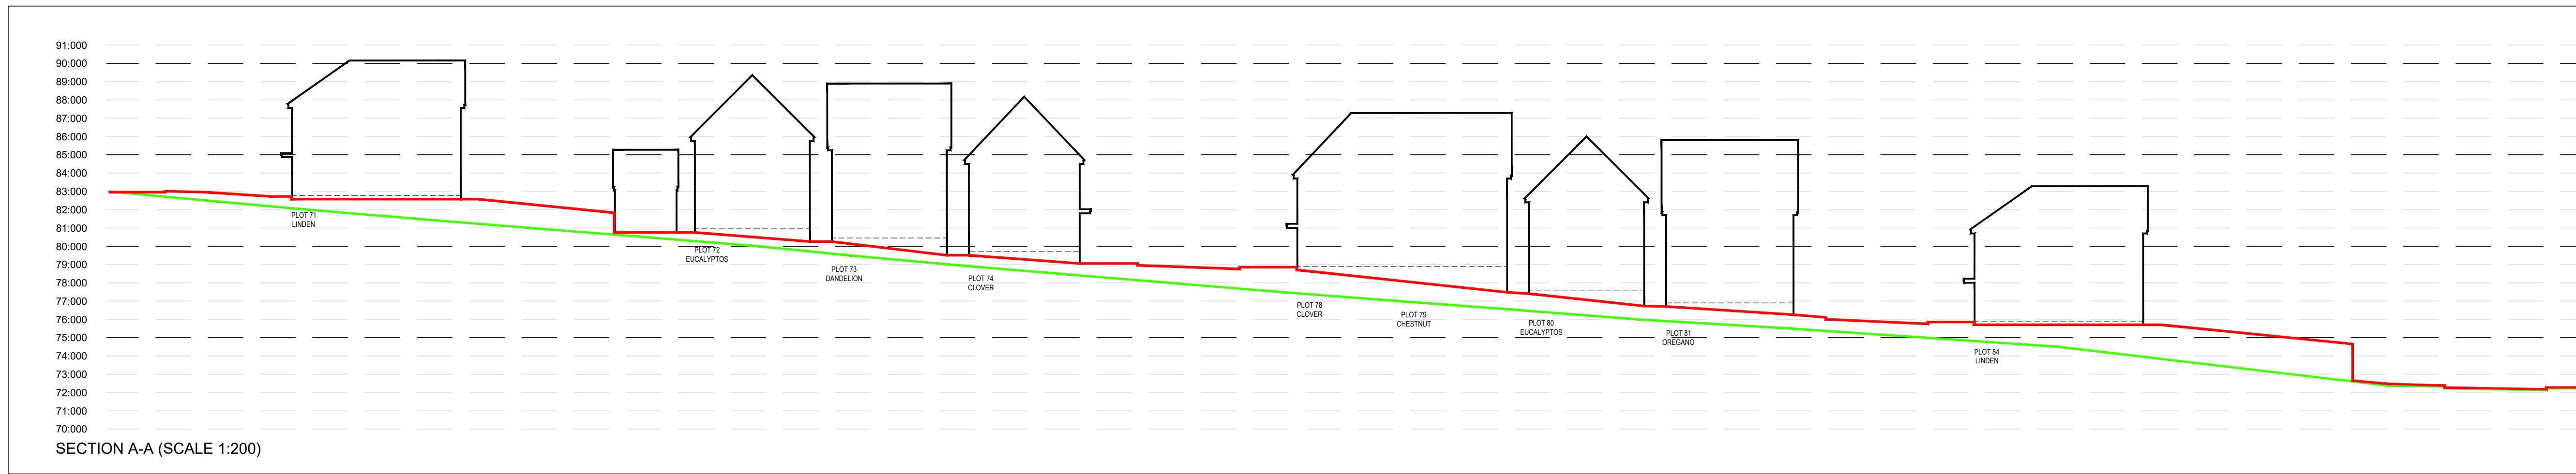 91:000
90:000
89:000
88:000
87:000
86:000
85:000
84:000
83:000
82:000
81:000
80:000
79:000
78:000
77:000
76:000
75:000
74:000
73:000
72:000
71:000
70:000
PLOT 71
LINDEN
PLOT 72
EUCALYPTOS
PLOT 73
DANDELION
PLOT 74
CLOVER
PLOT 78
CLOVER
PLOT 79
CHESTNUT
PLOT 80
EUCALYPTOS
PLOT 81
OREGANO
PLOT 84
LINDEN
SECTION A-A (SCALE 1:200)